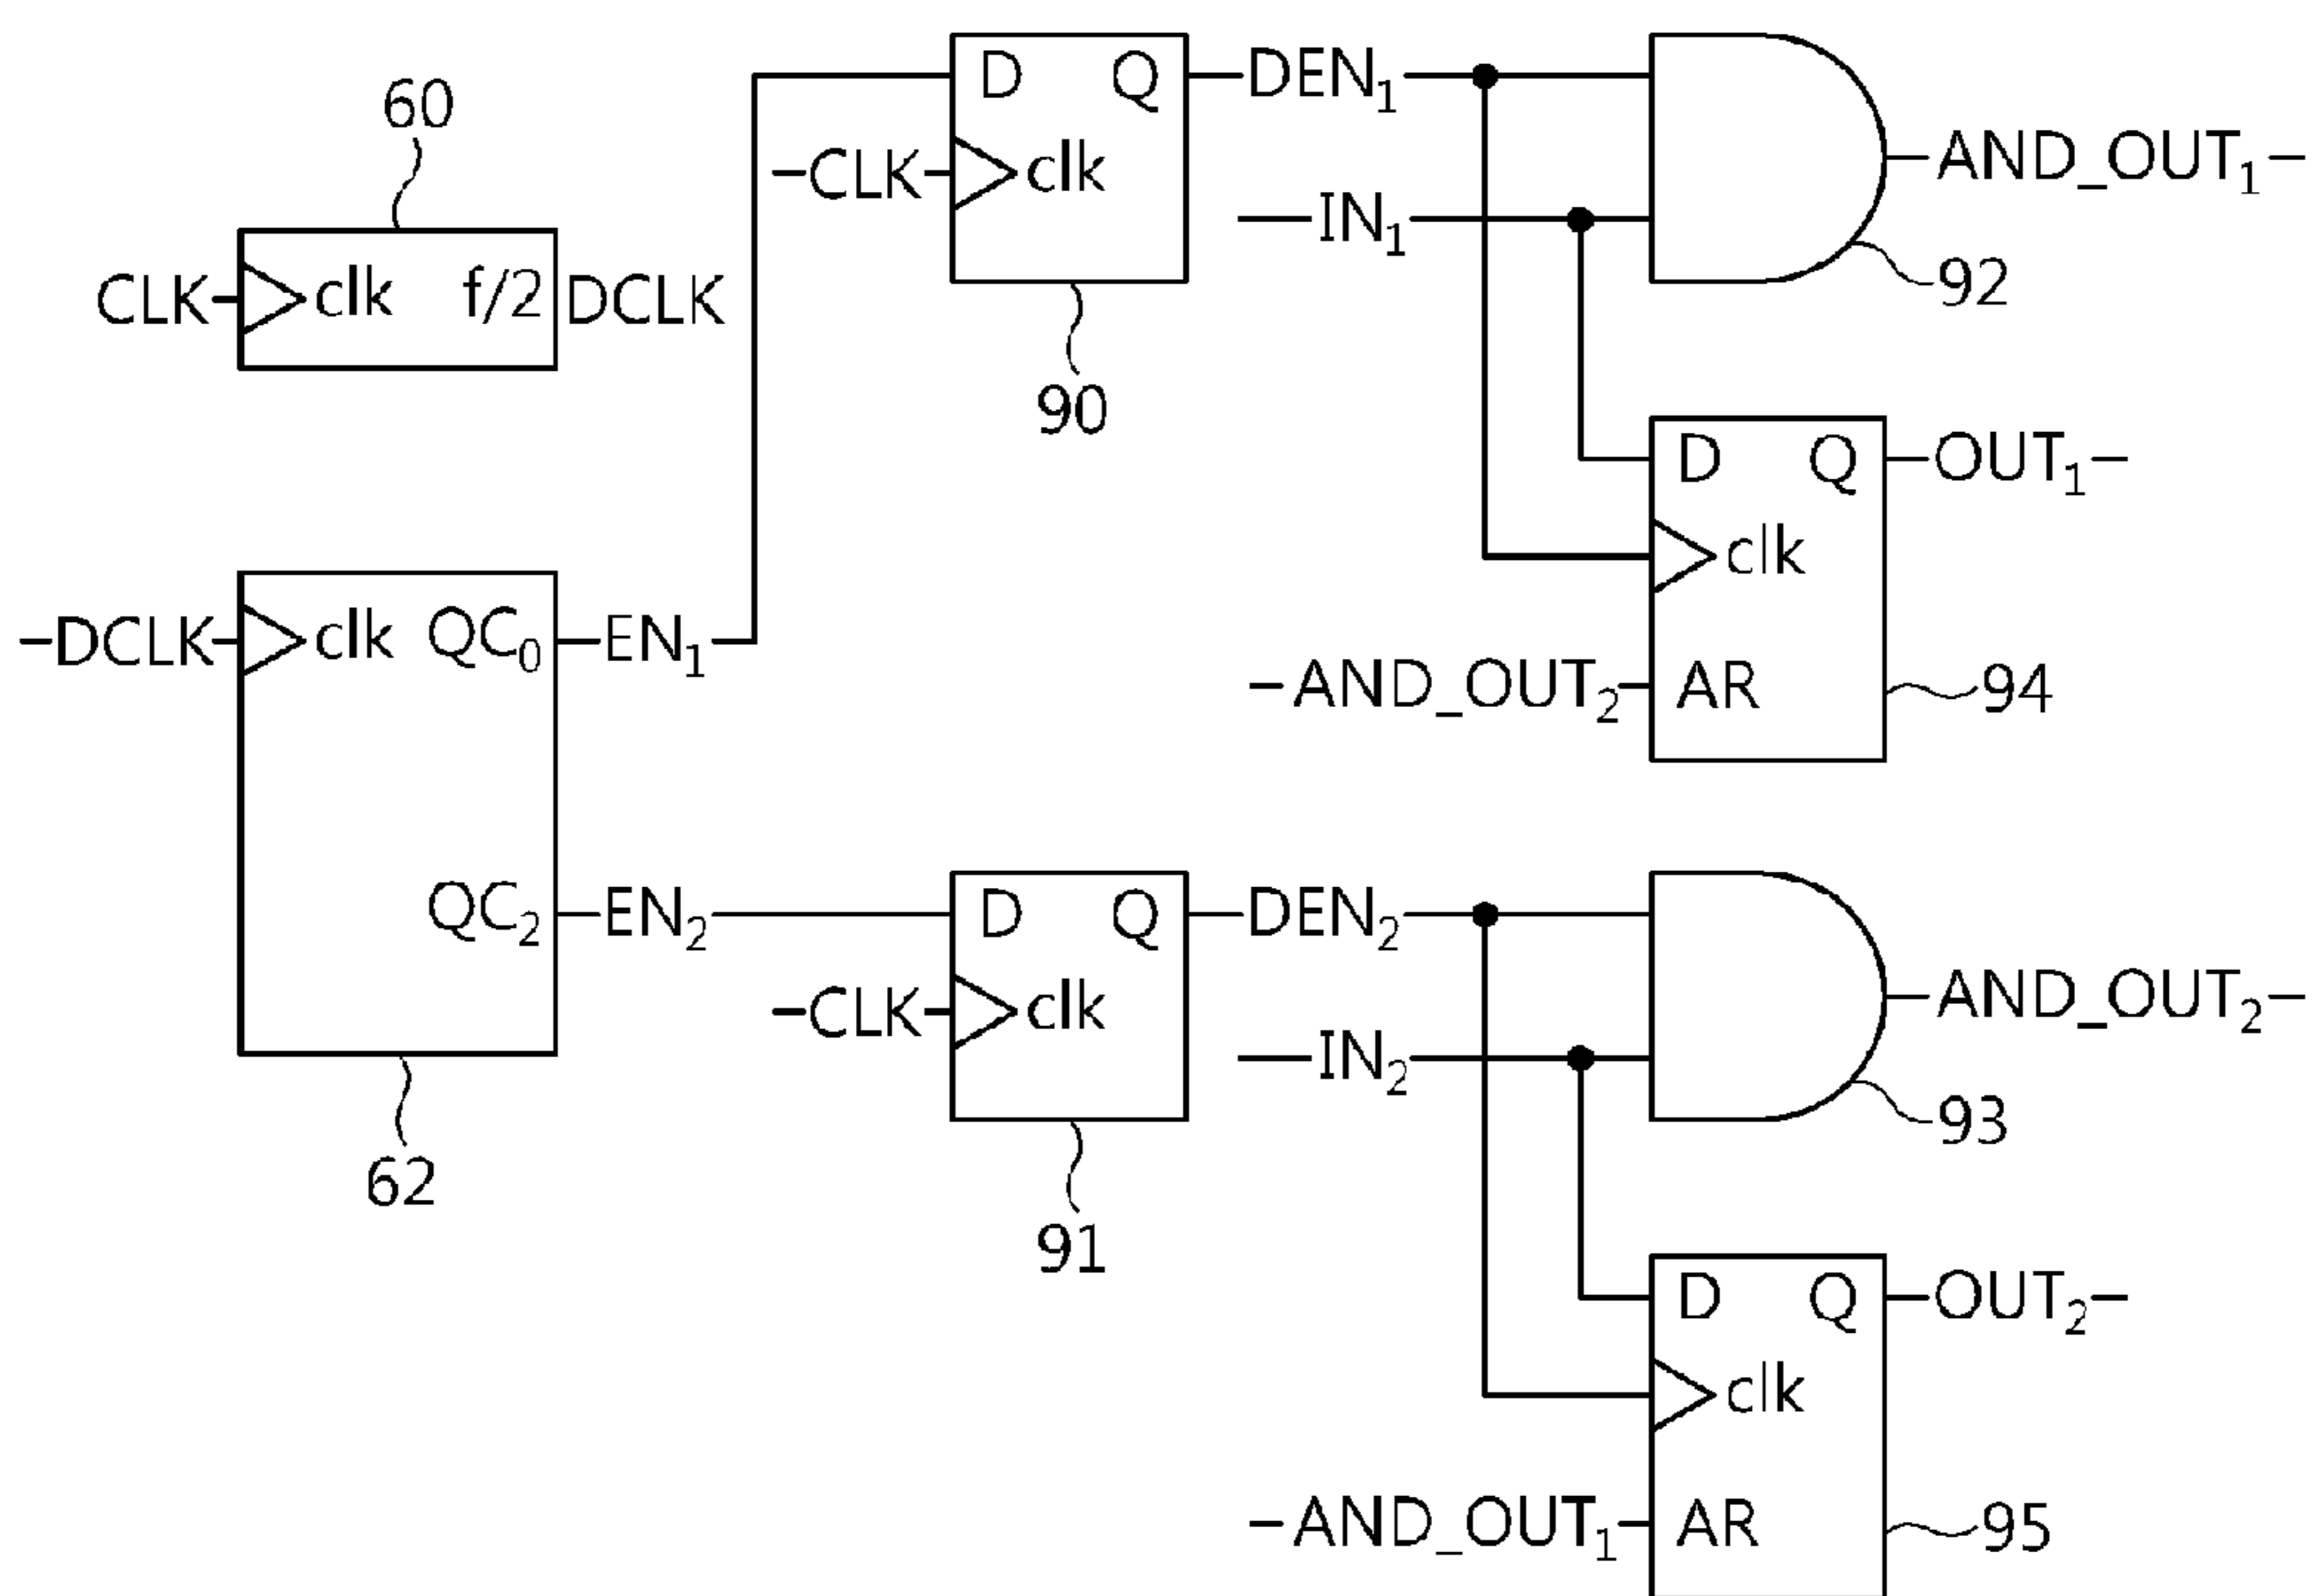 60
CLK clk f/2 DCLK
DCLK clk QC0 EN1
QC2 EN2
62
D Q DEN1
CLK clk
90
IN1
AND_OUT1
92
D Q OUT1
clk
AND_OUT2 AR
94
D Q DEN2
CLK clk
91
IN2
AND_OUT2
93
D Q OUT2
clk
AND_OUT1 AR
95